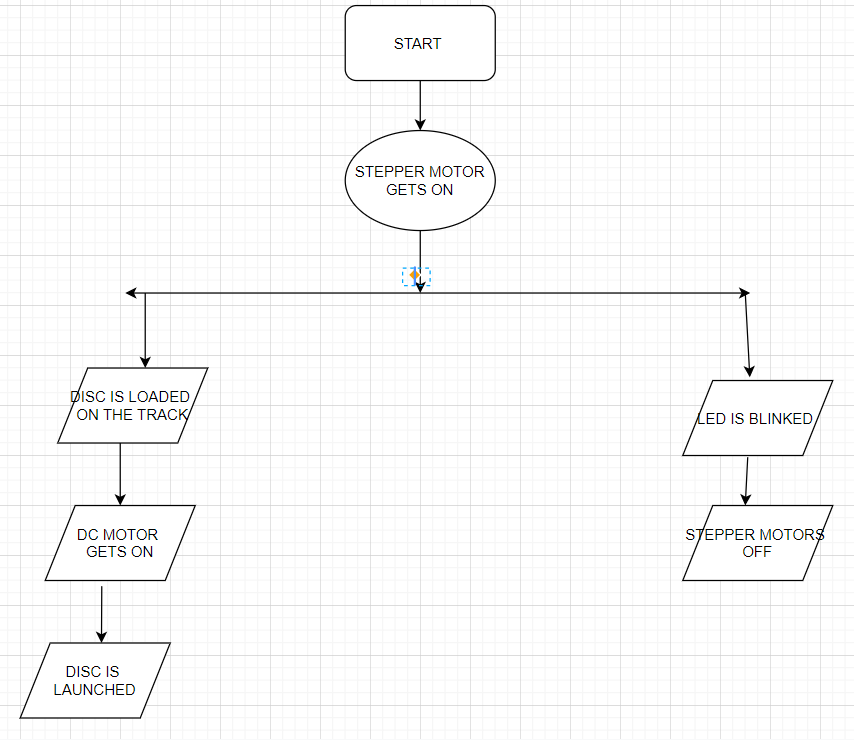 START
STEPPER MOTOR
GETS ON
DISC IS LOADED
ON THE TRACK
LED IS BLINKED
DC MOTOR
GETS ON
STEPPER MOTORS
OFF
DISC IS
LAUNCHED